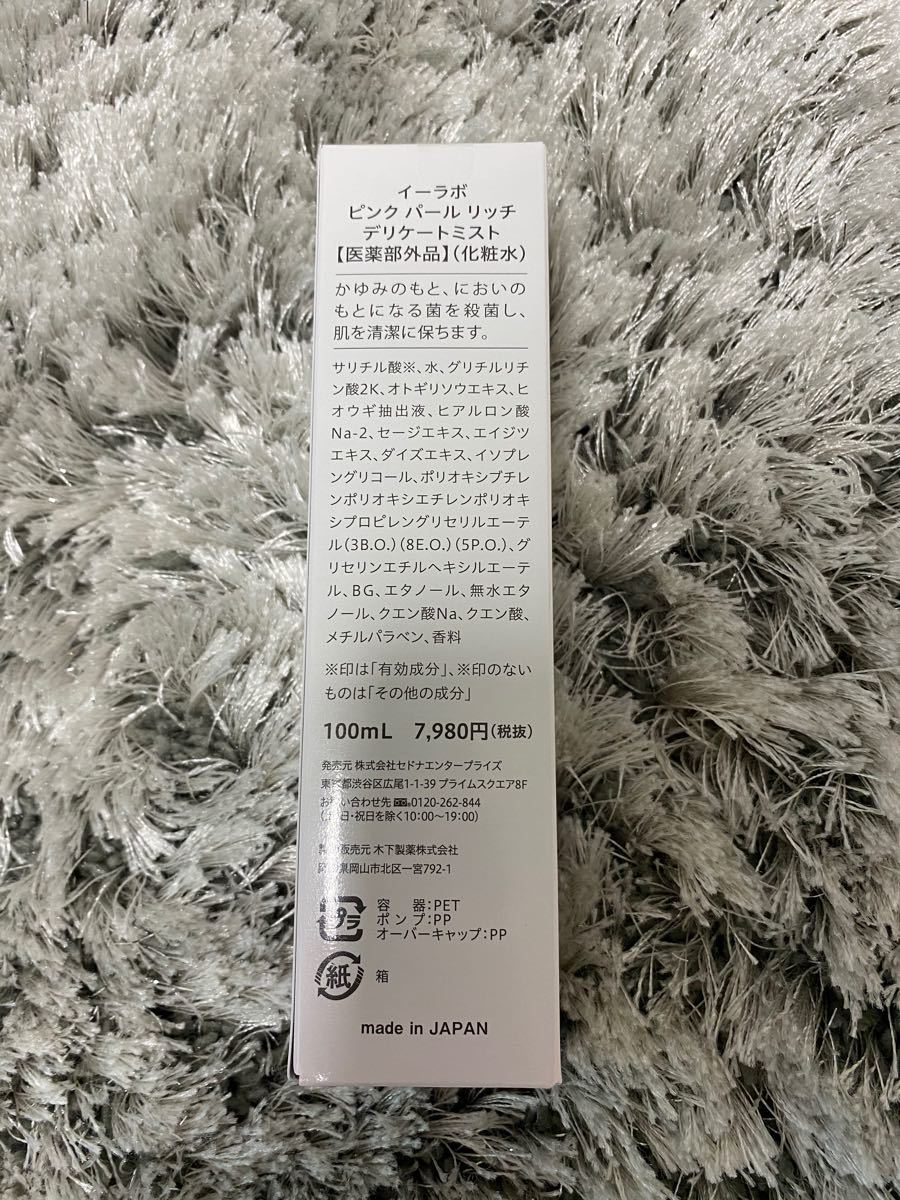 イーラボ
ピンク パール リッチ
デリケートミスト
【医薬部外品】(化粧水)
かゆみのもと、においの
もとになる菌を殺菌し、
肌を清潔に保ちます。
サリチル酸※、水、グリチルリチ
ン酸2K、オトギリソウエキス、ヒ
オウギ抽出液、ヒアルロン酸
Na-2、セージエキス、エイジツ
エキス、ダイズエキス、イソプレ
ングリコール、ポリオキシブチレ
ンポリオキシエチレンポリオキ
シプロピレングリセリルエーテ
ル(3B.O.)(8E.O.)(5P.O.)、グ
リセリンエチルヘキシルエーテ
ル、BG、エタノール、無水エタ
ノール、クエン酸Na、クエン酸、
メチルパラベン、香料
※印は「有効成分」、※印のない
ものは「その他の成分」
100mL 7,980円(税抜)
発売元 株式会社セドナエンタープライズ
東京都渋谷区広尾1-1-39 プライムスクエア8F
お問い合わせ先 0120-262-844
日・祝日を除く10:00〜19:00)
販売元 木下製薬株式会社
県岡山市北区一宮792-1
プラ
容 器:PET
ポンプ:PP
オーバーキャップ:PP
紙
箱
made in JAPAN